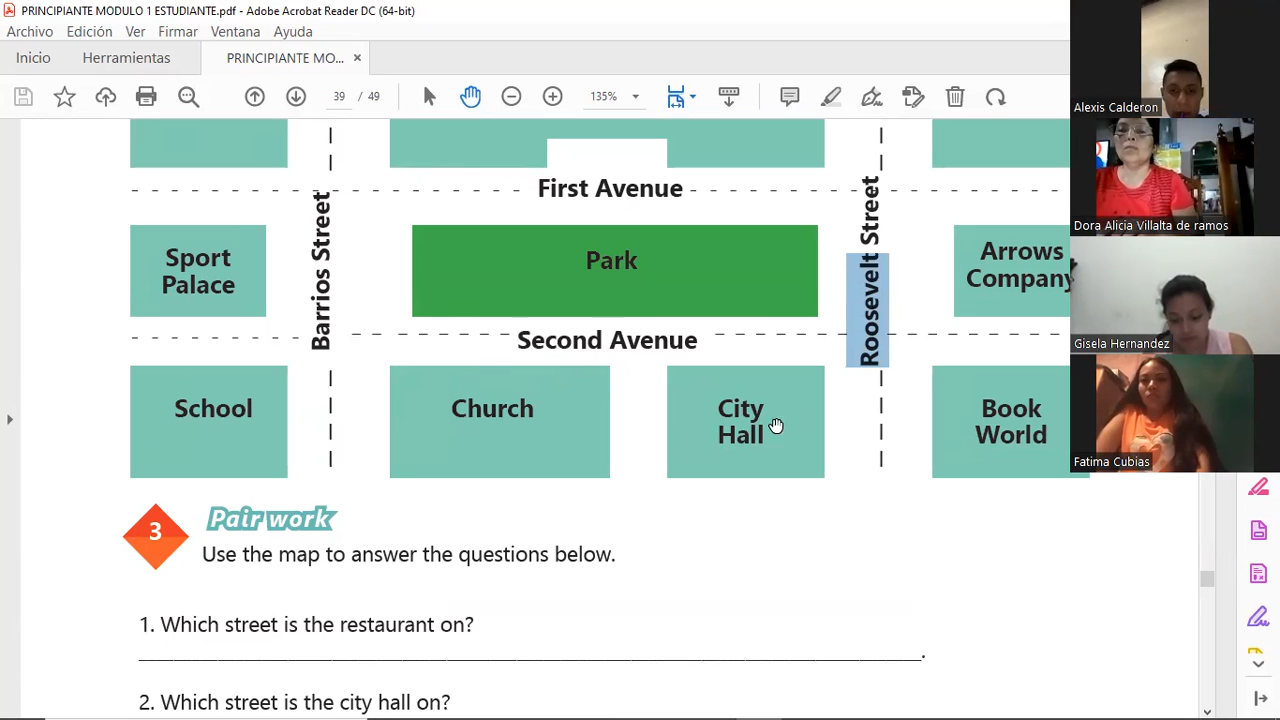 PRINCIPIANTE MODULO 1 ESTUDIANTE.pdf - Adobe Acrobat Reader DC (64-bit)
Archivo Edición Ver Firmar Ventana Ayuda
Inicio Herramientas PRINCIPIANTE MO... ×
39 / 49 135%
Alexis Calderon
Dora Alicia Villalta de ramos
Gisela Hernandez
Fatima Cubias
First Avenue
Barrios Street
Roosevelt Street
Sport
Palace
Park
Arrows
Company
Second Avenue
School
Church
City
Hall
Book
World
3
Pair work
Use the map to answer the questions below.
1. Which street is the restaurant on?
_____________________________________________.
2. Which street is the city hall on?